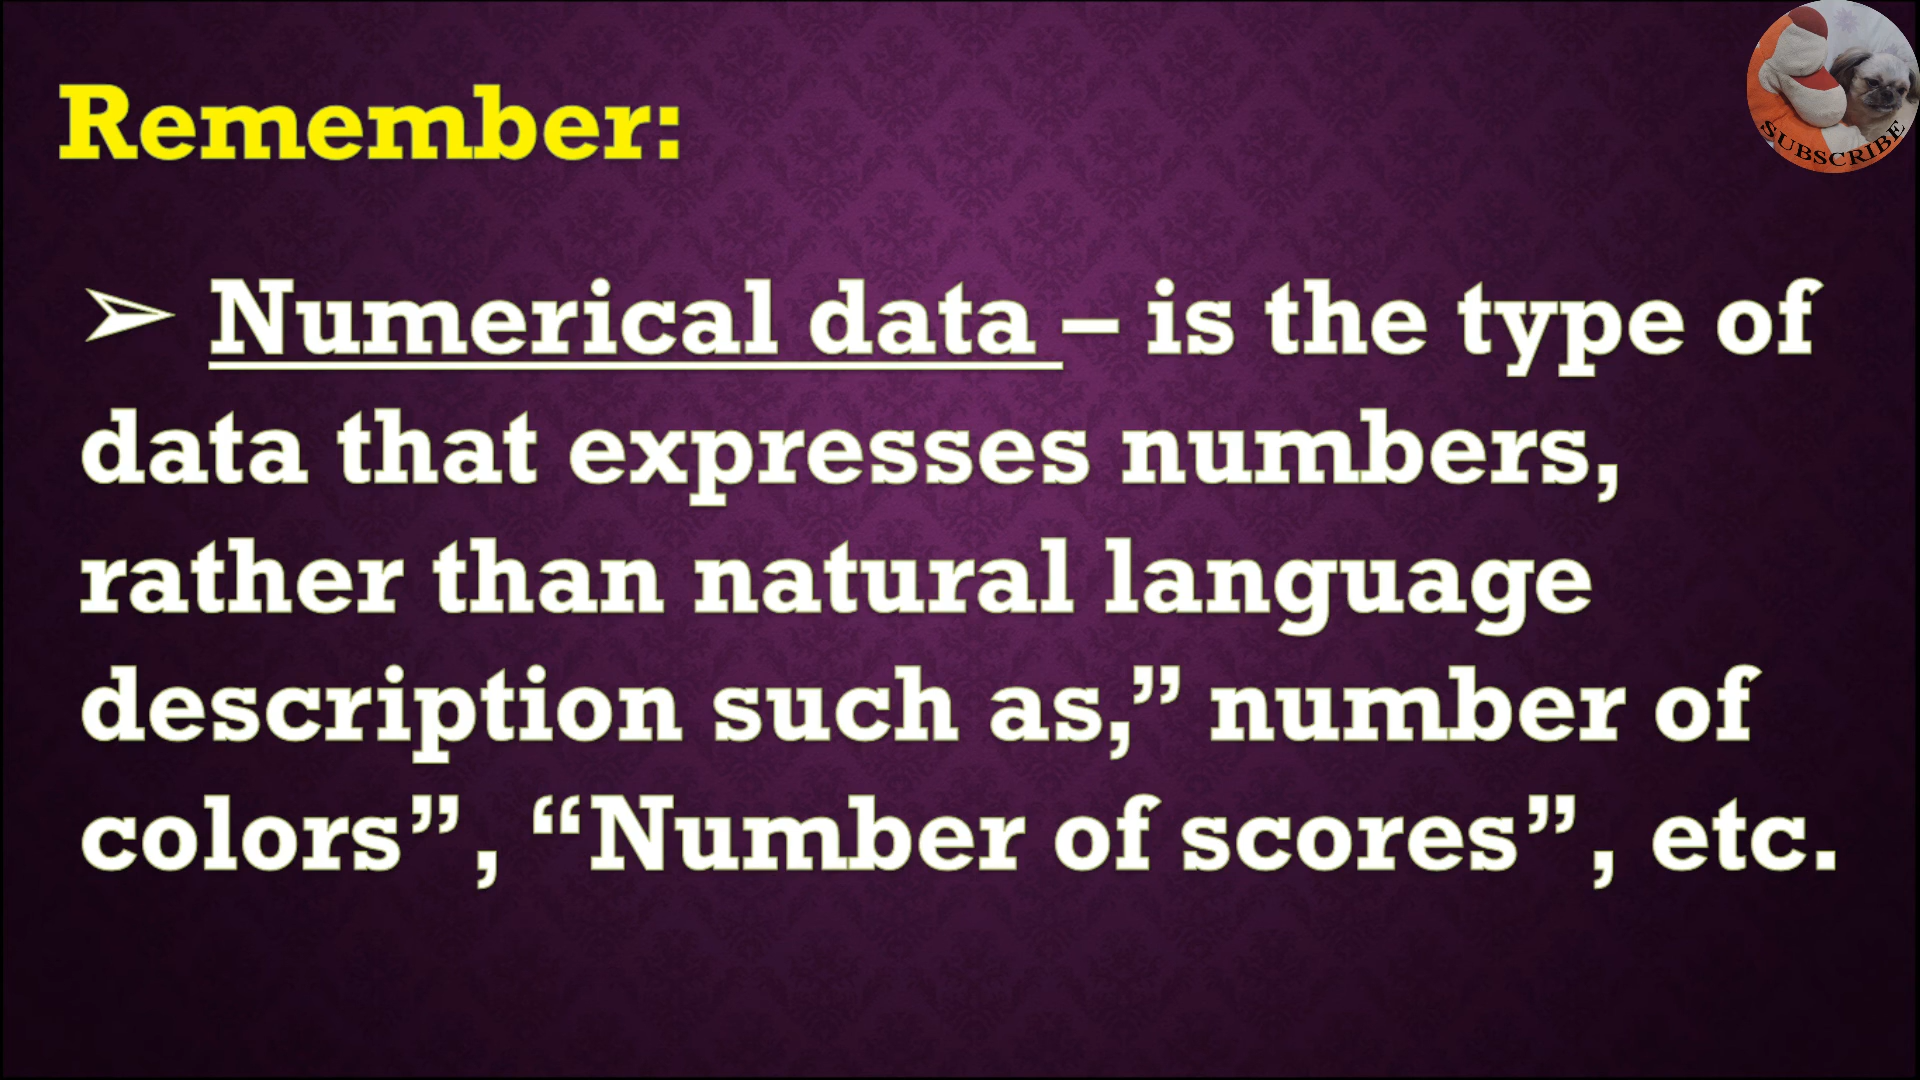 Remember:
SUBSCRIBE
➢ Numerical data – is the type of
data that expresses numbers,
rather than natural language
description such as,” number of
colors”, “Number of scores”, etc.